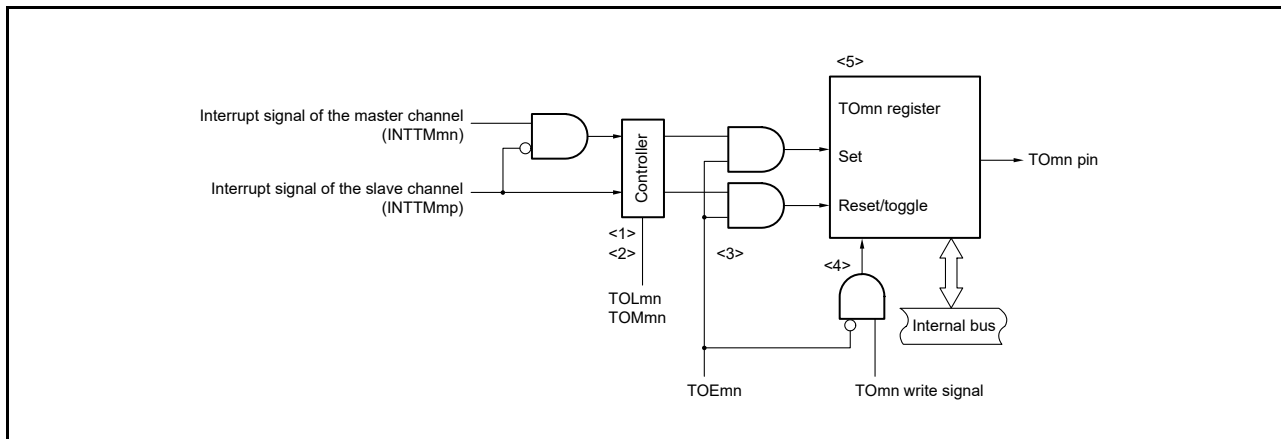 <5>
Interrupt signal of the master channel
(INTTMmn)
TOmn register
Controller
Set
TOmn pin
Interrupt signal of the slave channel
(INTTMmp)
Reset/toggle
<1>
<2>
<3>
<4>
TOLmn
TOMmn
Internal bus
TOEmn
TOmn write signal